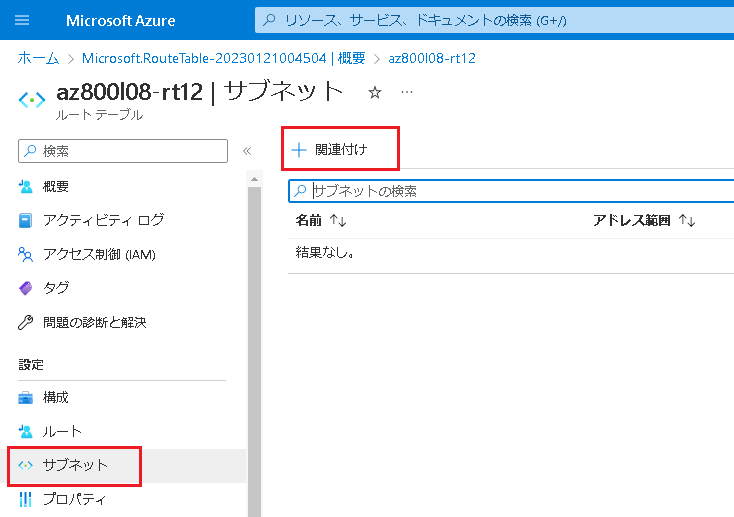 Microsoft Azure
リソース、サービス、ドキュメントの検索 (G+/)
ホーム > Microsoft.RouteTable-20230121004504 | 概要 > az800l08-rt12
az800l08-rt12 | サブネット ☆ …
ルート テーブル
検索
«
+ 関連付け
サブネットの検索
名前 ↑↓
アドレス範囲 ↑↓
結果なし。
概要
アクティビティ ログ
アクセス制御 (IAM)
タグ
問題の診断と解決
設定
構成
ルート
サブネット
プロパティ